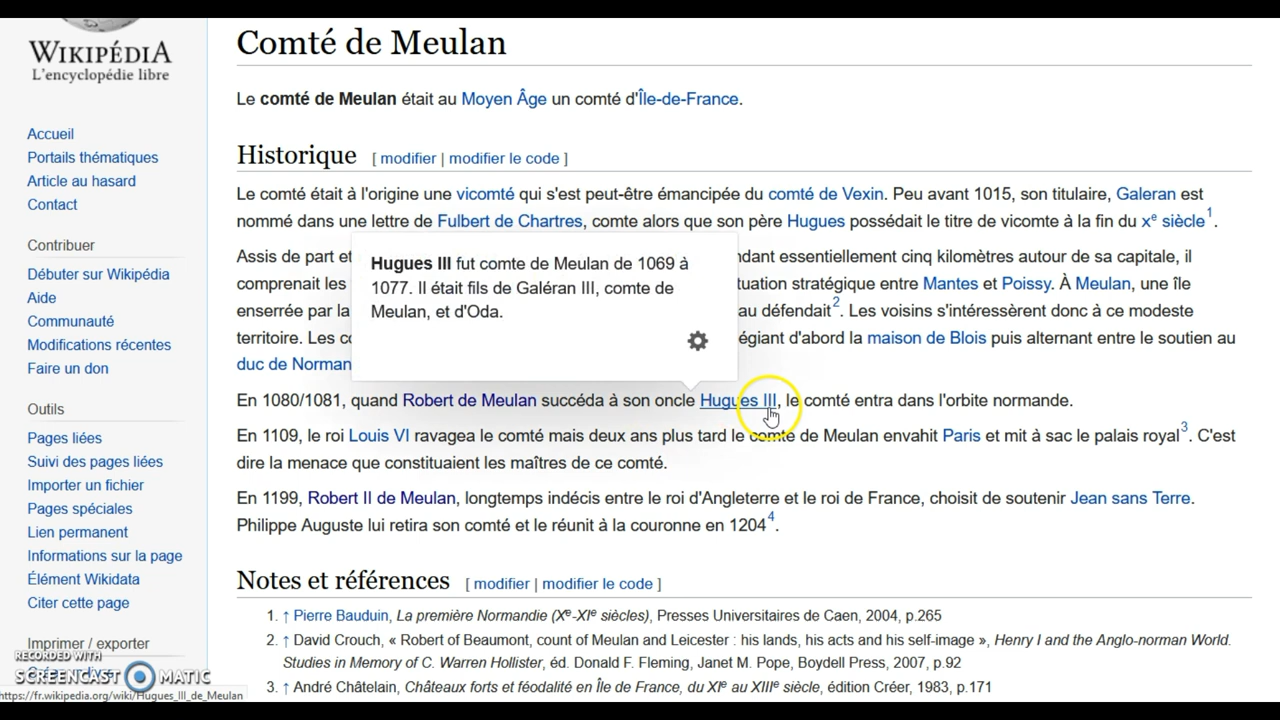 WIKIPÉDIA
L'encyclopédie libre
Accueil
Portails thématiques
Article au hasard
Contact
Contribuer
Débuter sur Wikipédia
Aide
Communauté
Modifications récentes
Faire un don
Outils
Pages liées
Suivi des pages liées
Importer un fichier
Pages spéciales
Lien permanent
Informations sur la page
Élément Wikidata
Citer cette page
Imprimer / exporter
RECORDED WITH
SCREENCAST MATIC
https://fr.wikipedia.org/wiki/Hugues_III_de_Meulan
Comté de Meulan
Le comté de Meulan était au Moyen Âge un comté d'Île-de-France.
Historique [ modifier | modifier le code ]
Le comté était à l'origine une vicomté qui s'est peut-être émancipée du comté de Vexin. Peu avant 1015, son titulaire, Galeran est
nommé dans une lettre de Fulbert de Chartres, comte alors que son père Hugues possédait le titre de vicomte à la fin du xe siècle1.
Assis de part et ndant essentiellement cinq kilomètres autour de sa capitale, il
comprenait les tuation stratégique entre Mantes et Poissy. À Meulan, une île
enserrée par la au défendait2. Les voisins s'intéressèrent donc à ce modeste
territoire. Les co égiant d'abord la maison de Blois puis alternant entre le soutien au
duc de Norman
Hugues III fut comte de Meulan de 1069 à
1077. Il était fils de Galéran III, comte de
Meulan, et d'Oda.
En 1080/1081, quand Robert de Meulan succéda à son oncle Hugues III, le comté entra dans l'orbite normande.
En 1109, le roi Louis VI ravagea le comté mais deux ans plus tard le comte de Meulan envahit Paris et mit à sac le palais royal3. C'est
dire la menace que constituaient les maîtres de ce comté.
En 1199, Robert II de Meulan, longtemps indécis entre le roi d'Angleterre et le roi de France, choisit de soutenir Jean sans Terre.
Philippe Auguste lui retira son comté et le réunit à la couronne en 12044.
Notes et références [ modifier | modifier le code ]
1. ↑ Pierre Bauduin, La première Normandie (Xe-XIe siècles), Presses Universitaires de Caen, 2004, p.265
2. ↑ David Crouch, « Robert of Beaumont, count of Meulan and Leicester : his lands, his acts and his self-image », Henry I and the Anglo-norman World.
Studies in Memory of C. Warren Hollister, éd. Donald F. Fleming, Janet M. Pope, Boydell Press, 2007, p.92
3. ↑ André Châtelain, Châteaux forts et féodalité en Île de France, du XIe au XIIIe siècle, édition Créer, 1983, p.171